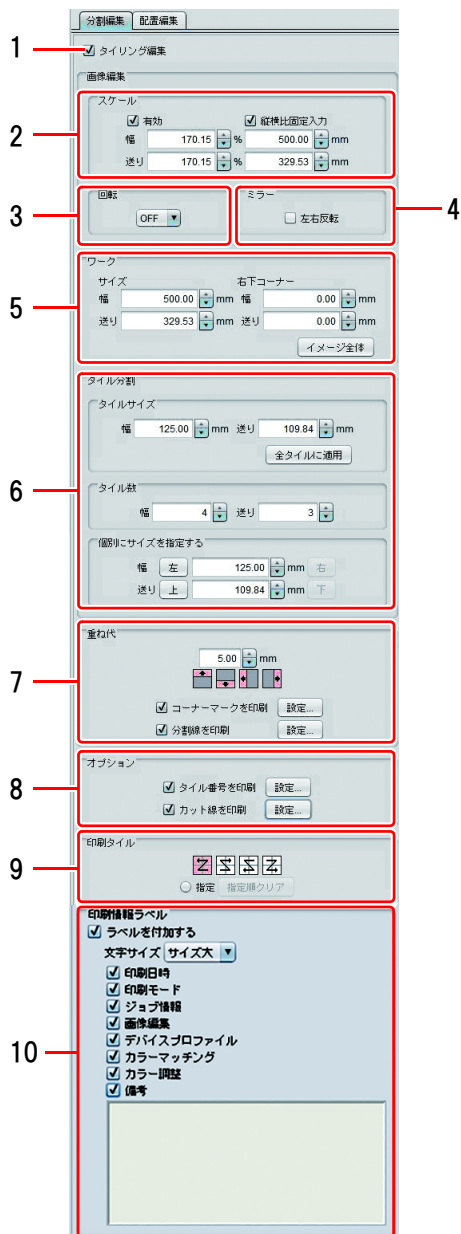 分割編集 配置編集
1 タイリング編集
画像編集
2 スケール
有効 縦横比固定入力
幅 170.15 % 500.00 mm
送り 170.15 % 329.53 mm
3 回転 ミラー 4
OFF 左右反転
5 ワーク
サイズ 右下コーナー
幅 500.00 mm 幅 0.00 mm
送り 329.53 mm 送り 0.00 mm
イメージ全体
6 タイル分割
タイルサイズ
幅 125.00 mm 送り 109.84 mm
全タイルに適用
タイル数
幅 4 送り 3
個別にサイズを指定する
幅 左 125.00 mm 右
送り 上 109.84 mm 下
7 重ね代
5.00 mm
コーナーマークを印刷 設定...
分割線を印刷 設定...
8 オプション
タイル番号を印刷 設定...
カット線を印刷 設定...
9 印刷タイル
指定 指定順クリア
10 印刷情報ラベル
ラベルを付加する
文字サイズ サイズ大
印刷日時
印刷モード
ジョブ情報
画像編集
デバイスプロファイル
カラーマッチング
カラー調整
備考